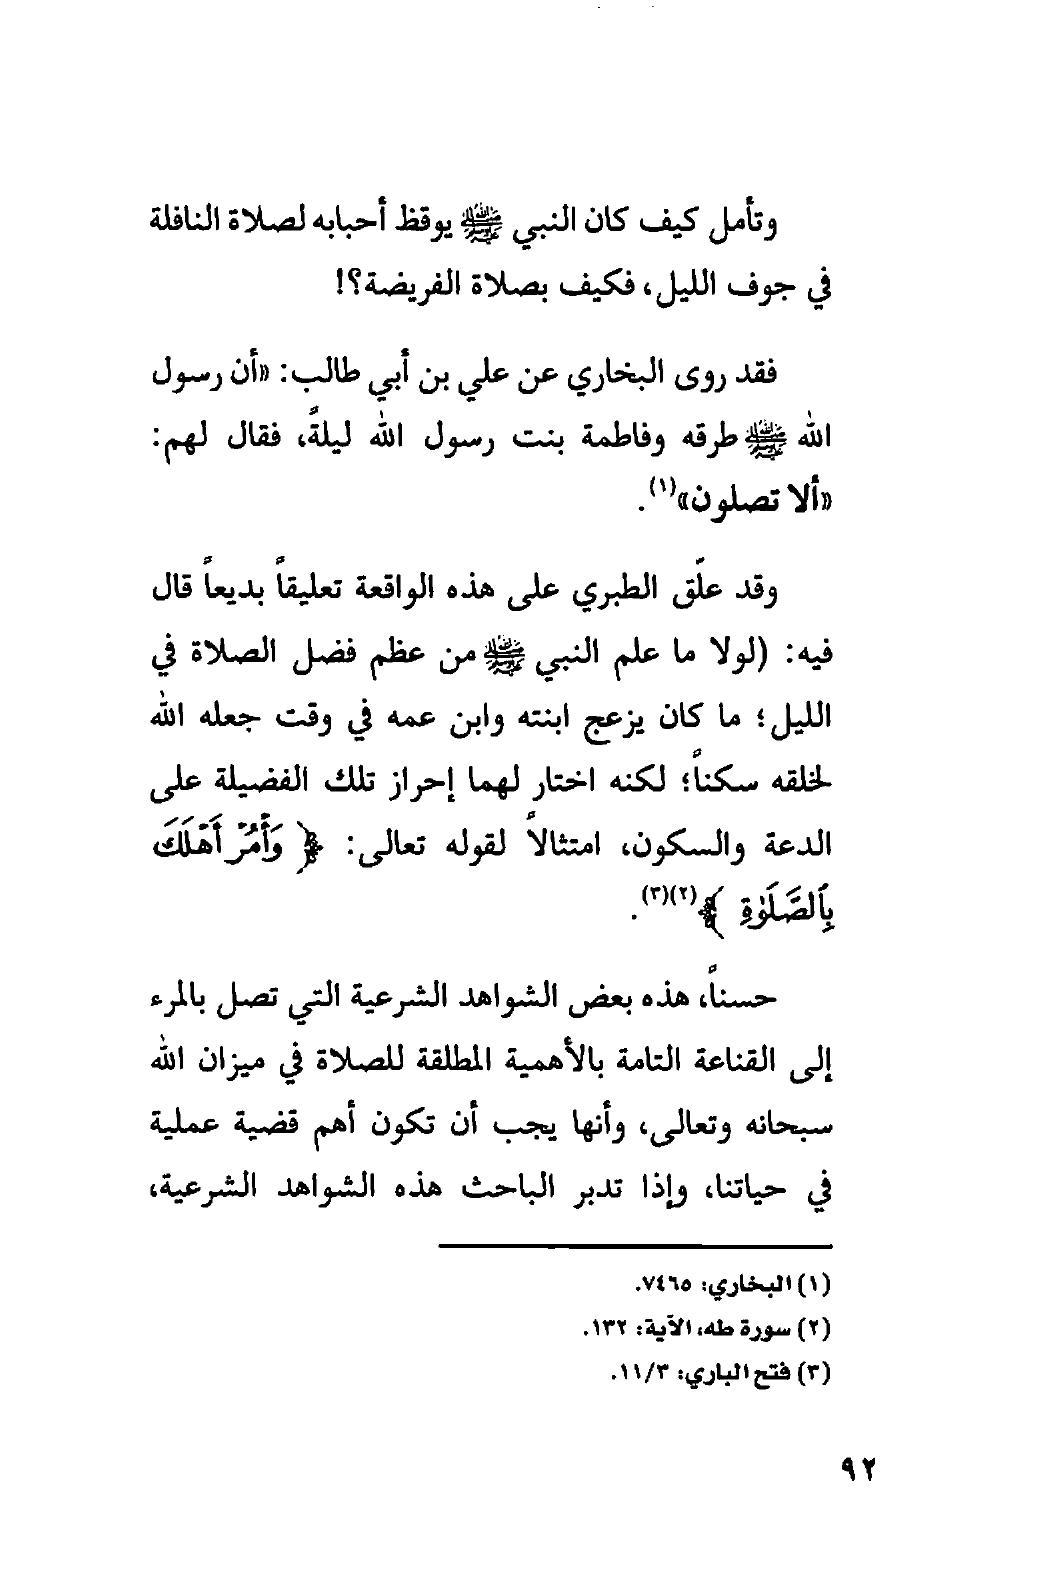 وتأمل كيف كان النبي ﷺ يوقظ أحبابه لصلاة النافلة
في جوف الليل، فكيف بصلاة الفريضة؟!
فقد روى البخاري عن علي بن أبي طالب: «أن رسول
الله ﷺ طرقه وفاطمة بنت رسول الله ليلةً، فقال لهم:
«ألا تصلون»(١).
وقد علّق الطبري على هذه الواقعة تعليقاً بديعاً قال
فيه: (لولا ما علم النبي ﷺ من عظم فضل الصلاة في
الليل؛ ما كان يزعج ابنته وابن عمه في وقت جعله الله
لخلقه سكناً؛ لكنه اختار لهما إحراز تلك الفضيلة على
الدعة والسكون، امتثالاً لقوله تعالى: ﴿ وَأْمُرْ أَهْلَكَ
بِٱلصَّلَوٰةِ ﴾(٢)(٣).
حسناً، هذه بعض الشواهد الشرعية التي تصل بالمرء
إلى القناعة التامة بالأهمية المطلقة للصلاة في ميزان الله
سبحانه وتعالى، وأنها يجب أن تكون أهم قضية عملية
في حياتنا، وإذا تدبر الباحث هذه الشواهد الشرعية،
(١) البخاري: ٧٤٦٥.
(٢) سورة طه، الآية: ١٣٢.
(٣) فتح الباري: ١١/٣.
٩٢